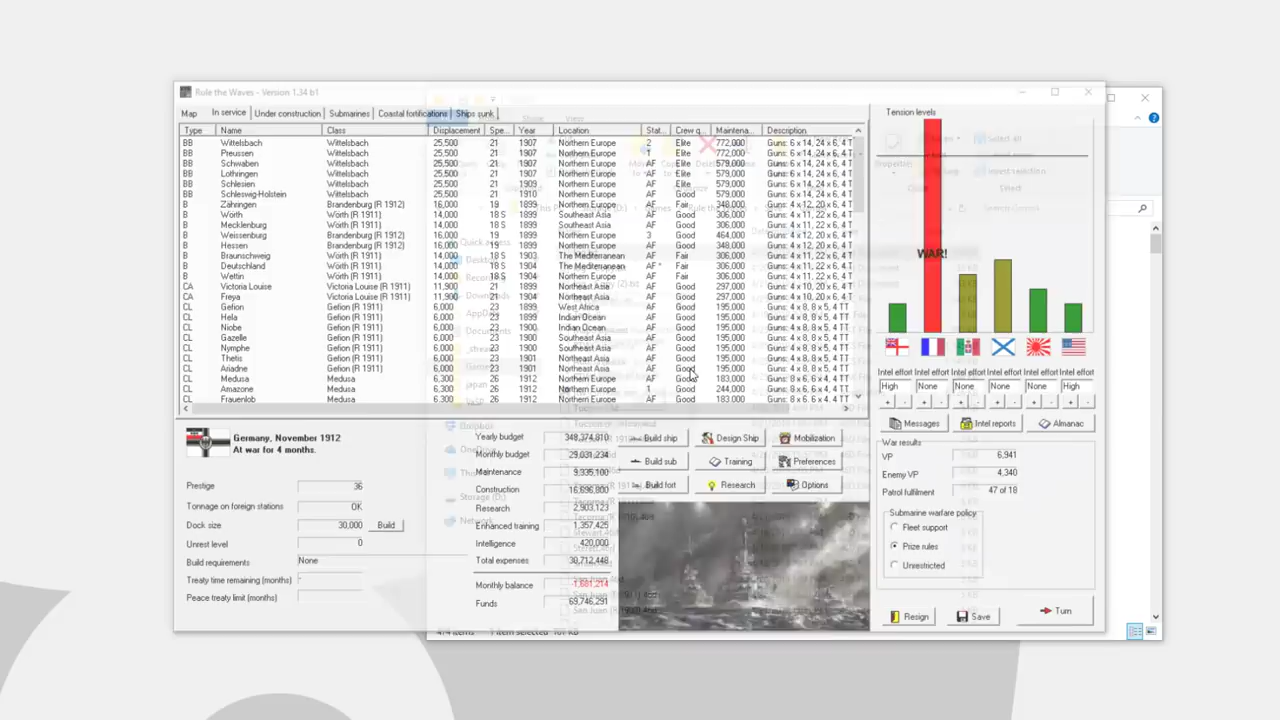 Rule the Waves - Version 1.34 b1
Map In service Under construction Submarines Coastal fortifications Ships sunk
Type Name Class Displacement Spe... Year Location Stat... Crew q... Maintena... Description
BB Wittelsbach Wittelsbach 25,500 21 1907 Northern Europe 2 Elite 772,000 Guns: 6 x 14, 24 x 6, 4 T
BB Preussen Wittelsbach 25,500 21 1907 Northern Europe 1 Elite 772,000 Guns: 6 x 14, 24 x 6, 4 T
BB Schwaben Wittelsbach 25,500 21 1909 Northern Europe AF Elite 579,000 Guns: 6 x 14, 24 x 6, 4 T
BB Lothringen Wittelsbach 25,500 21 1908 Northern Europe AF Elite 579,000 Guns: 6 x 14, 24 x 6, 4 T
BB Schlesien Wittelsbach 25,500 21 1909 Northern Europe AF Elite 579,000 Guns: 6 x 14, 24 x 6, 4 T
BB Schleswig-Holstein Wittelsbach 25,500 21 1910 Northern Europe AF Good 579,000 Guns: 6 x 14, 24 x 6, 4 T
B Zähringen Brandenburg (R 1912) 16,000 19 1899 Northern Europe AF Fair 348,000 Guns: 4 x 12, 20 x 6, 4 T
B Wörth Wörth (R 1911) 14,000 18 S 1899 Southeast Asia AF Good 306,000 Guns: 4 x 11, 22 x 6, 4 T
B Mecklenburg Wörth (R 1911) 14,000 18 S 1899 Southeast Asia AF Good 306,000 Guns: 4 x 11, 22 x 6, 4 T
B Weissenburg Brandenburg (R 1912) 16,000 19 1899 Northern Europe 3 Good 464,000 Guns: 4 x 12, 20 x 6, 4 T
B Hessen Brandenburg (R 1912) 16,000 19 1899 Northern Europe AF Good 348,000 Guns: 4 x 12, 20 x 6, 4 T
B Braunschweig Wörth (R 1911) 14,000 18 S 1903 The Mediterranean AF Fair 306,000 Guns: 4 x 11, 22 x 6, 4 T
B Deutschland Wörth (R 1911) 14,000 18 S 1904 The Mediterranean AF * Fair 306,000 Guns: 4 x 11, 22 x 6, 4 T
B Wettin Wörth (R 1911) 14,000 18 S 1904 Northern Europe AF Fair 306,000 Guns: 4 x 11, 22 x 6, 4 T
CA Victoria Louise Victoria Louise (R 1911) 11,900 21 1899 Northeast Asia AF Good 297,000 Guns: 4 x 10, 20 x 6, 4 T
CA Freya Victoria Louise (R 1911) 11,900 21 1904 Northeast Asia AF Good 297,000 Guns: 4 x 10, 20 x 6, 4 T
CL Gefion Gefion (R 1911) 6,000 23 1899 West Africa AF Good 195,000 Guns: 4 x 8, 8 x 5, 4 TT
CL Hela Gefion (R 1911) 6,000 23 1899 Indian Ocean AF Good 195,000 Guns: 4 x 8, 8 x 5, 4 TT
CL Niobe Gefion (R 1911) 6,000 23 1900 Indian Ocean AF Good 195,000 Guns: 4 x 8, 8 x 5, 4 TT
CL Gazelle Gefion (R 1911) 6,000 23 1900 Southeast Asia AF Good 195,000 Guns: 4 x 8, 8 x 5, 4 TT
CL Nymphe Gefion (R 1911) 6,000 23 1900 Southeast Asia AF Good 195,000 Guns: 4 x 8, 8 x 5, 4 TT
CL Thetis Gefion (R 1911) 6,000 23 1901 Southeast Asia AF Good 195,000 Guns: 4 x 8, 8 x 5, 4 TT
CL Ariadne Gefion (R 1911) 6,000 23 1901 Northeast Asia AF Good 195,000 Guns: 4 x 8, 8 x 5, 4 TT
CL Medusa Medusa 6,300 26 1912 Northern Europe AF Good 183,000 Guns: 6 x 6, 4 TT
CL Amazone Medusa 6,300 26 1912 Northern Europe 1 Good 244,000 Guns: 6 x 6, 4 TT
CL Frauenlob Medusa 6,300 26 1912 Northern Europe AF Good 183,000 Guns: 6 x 6, 4 TT
Germany, November 1912
At war for 4 months.
Prestige 36
Tonnage on foreign stations OK
Dock size 30,000 Build
Unrest level 0
Build requirements None
Treaty time remaining (months) -
Peace treaty limit (months)
Yearly budget 348,374,810
Monthly budget 29,031,234
Maintenance 9,335,100
Construction 16,696,800
Research 2,903,123
Enhanced training 1,357,425
Intelligence 420,000
Total expenses 30,712,448
Monthly balance -1,681,214
Funds 69,746,291
Build ship Design Ship Mobilization
Build sub Training Preferences
Build fort Research Options
Tension levels
WAR!
Intel effort Intel effort Intel effort Intel effort Intel effort Intel effort
High None None None None High
+ - + - + - + - + - + -
Messages Intel reports Almanac
War results
VP 6,941
Enemy VP 4,340
Patrol fulfilment 47 of 18
Submarine warfare policy
Fleet support
Prize rules
Unrestricted
Resign Save Turn
Quick access
Documents
japan
474 items 1 item selected